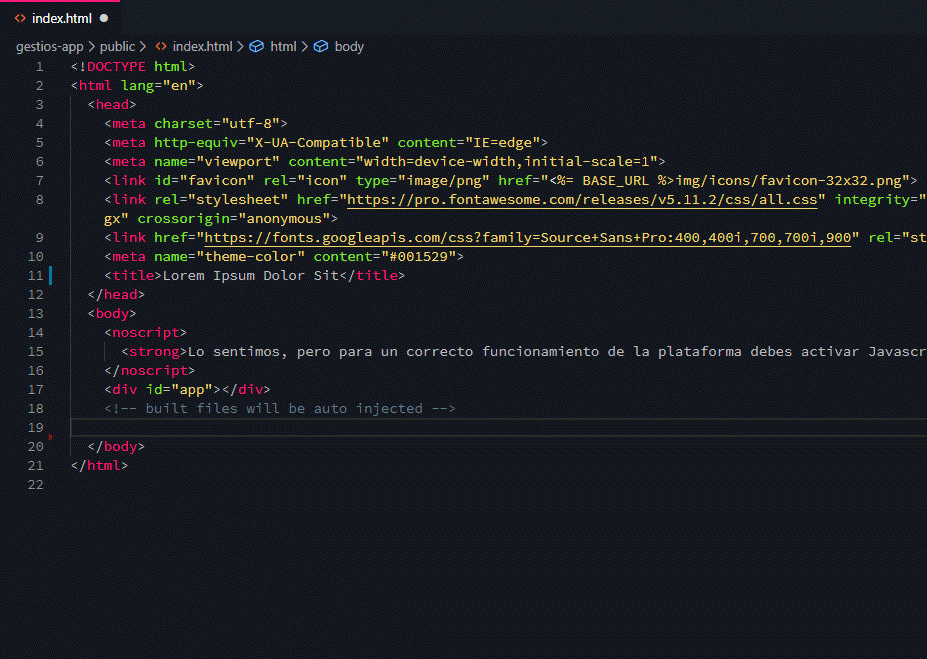 index.html
gestios-app public index.html html body
1 <!DOCTYPE html>
2 <html lang="en">
3 <head>
4 <meta charset="utf-8">
5 <meta http-equiv="X-UA-Compatible" content="IE=edge">
6 <meta name="viewport" content="width=device-width,initial-scale=1">
7 <link id="favicon" rel="icon" type="image/png" href="<%= BASE_URL %>img/icons/favicon-32x32.png">
8 <link rel="stylesheet" href="https://pro.fontawesome.com/releases/v5.11.2/css/all.css" integrity="
gx" crossorigin="anonymous">
9 <link href="https://fonts.googleapis.com/css?family=Source+Sans+Pro:400,400i,700,700i,900" rel="st
10 <meta name="theme-color" content="#001529">
11 <title>Lorem Ipsum Dolor Sit</title>
12 </head>
13 <body>
14 <noscript>
15 <strong>Lo sentimos, pero para un correcto funcionamiento de la plataforma debes activar Javascr
16 </noscript>
17 <div id="app"></div>
18 <!-- built files will be auto injected -->
19
20 </body>
21 </html>
22